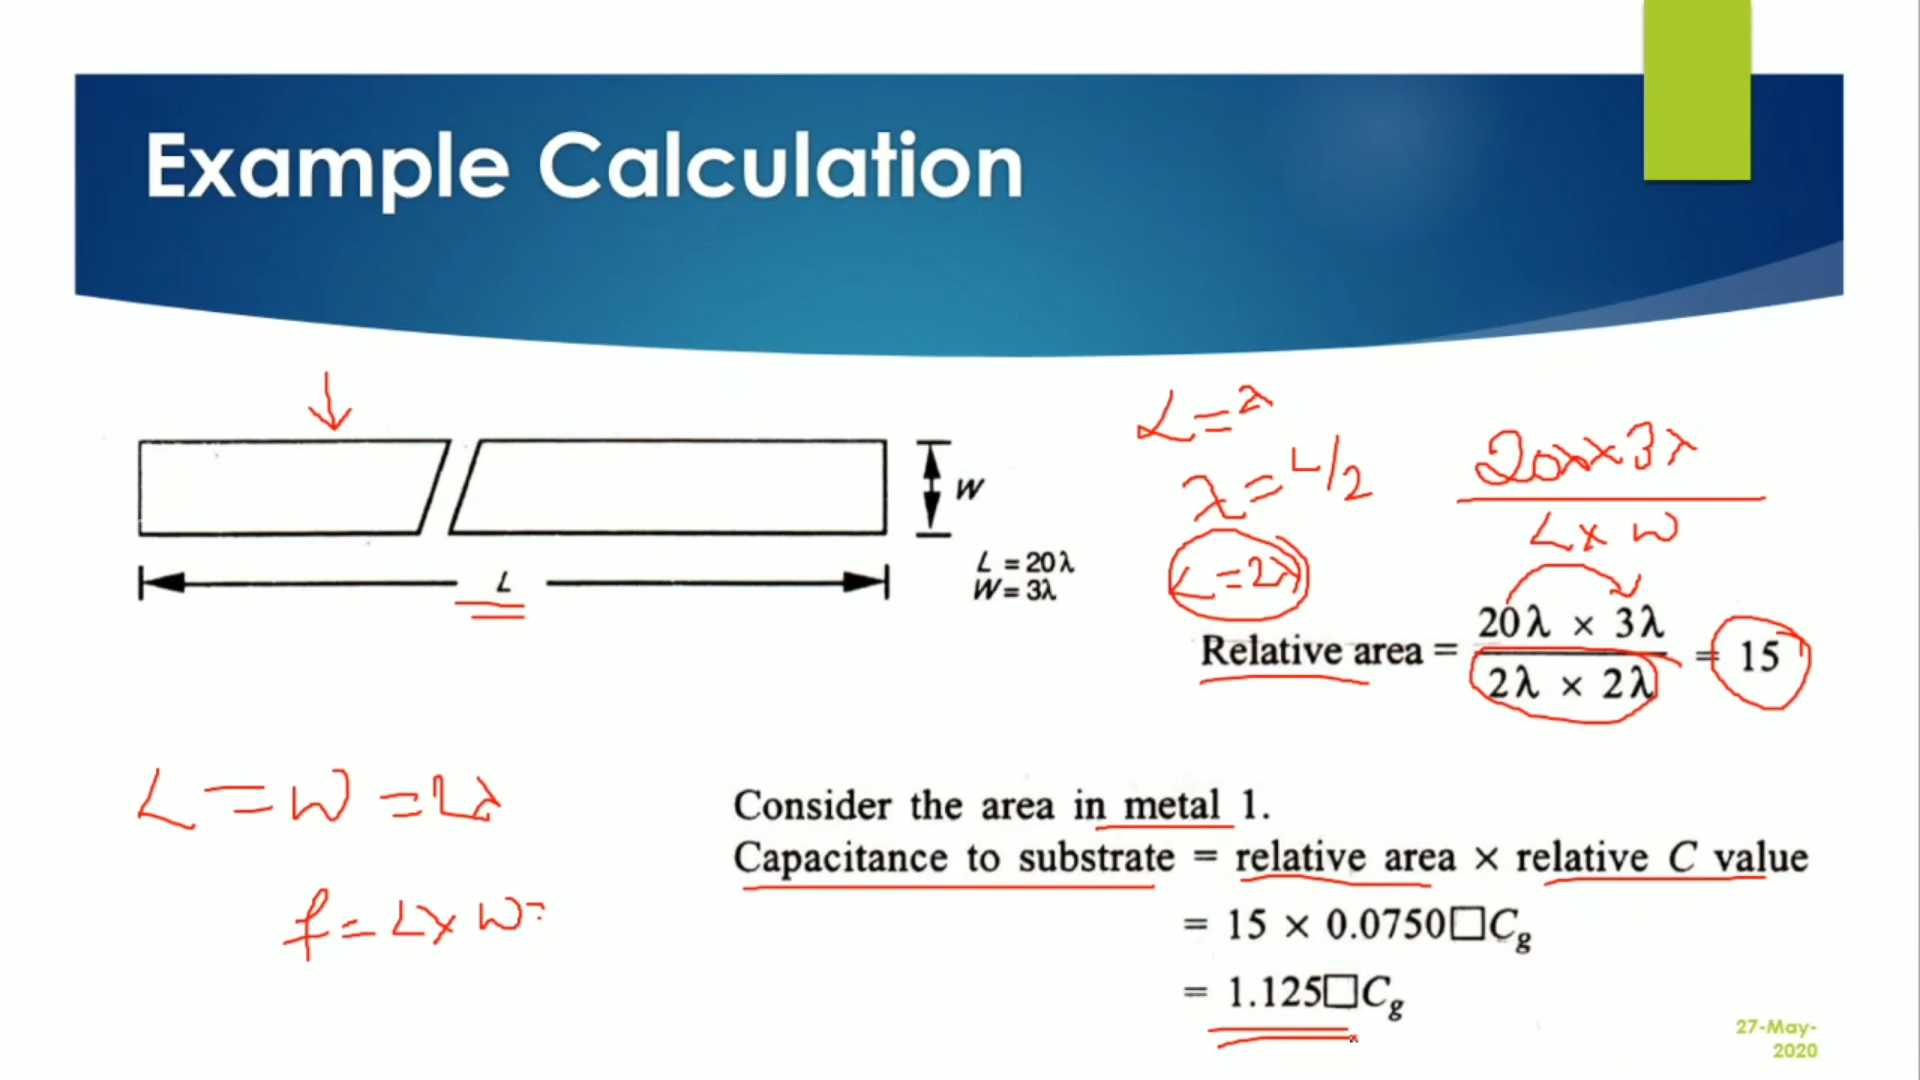 Example Calculation
W
L
L = 20λ
W = 3λ
L = λ
λ = L/2
L = 2λ
20λ × 3λ
L × W
Relative area = 20λ × 3λ / 2λ × 2λ = 15
L = W = 2λ
f = L × W =
Consider the area in metal 1.
Capacitance to substrate = relative area × relative C value
= 15 × 0.0750□Cg
= 1.125□Cg
27-May-
2020